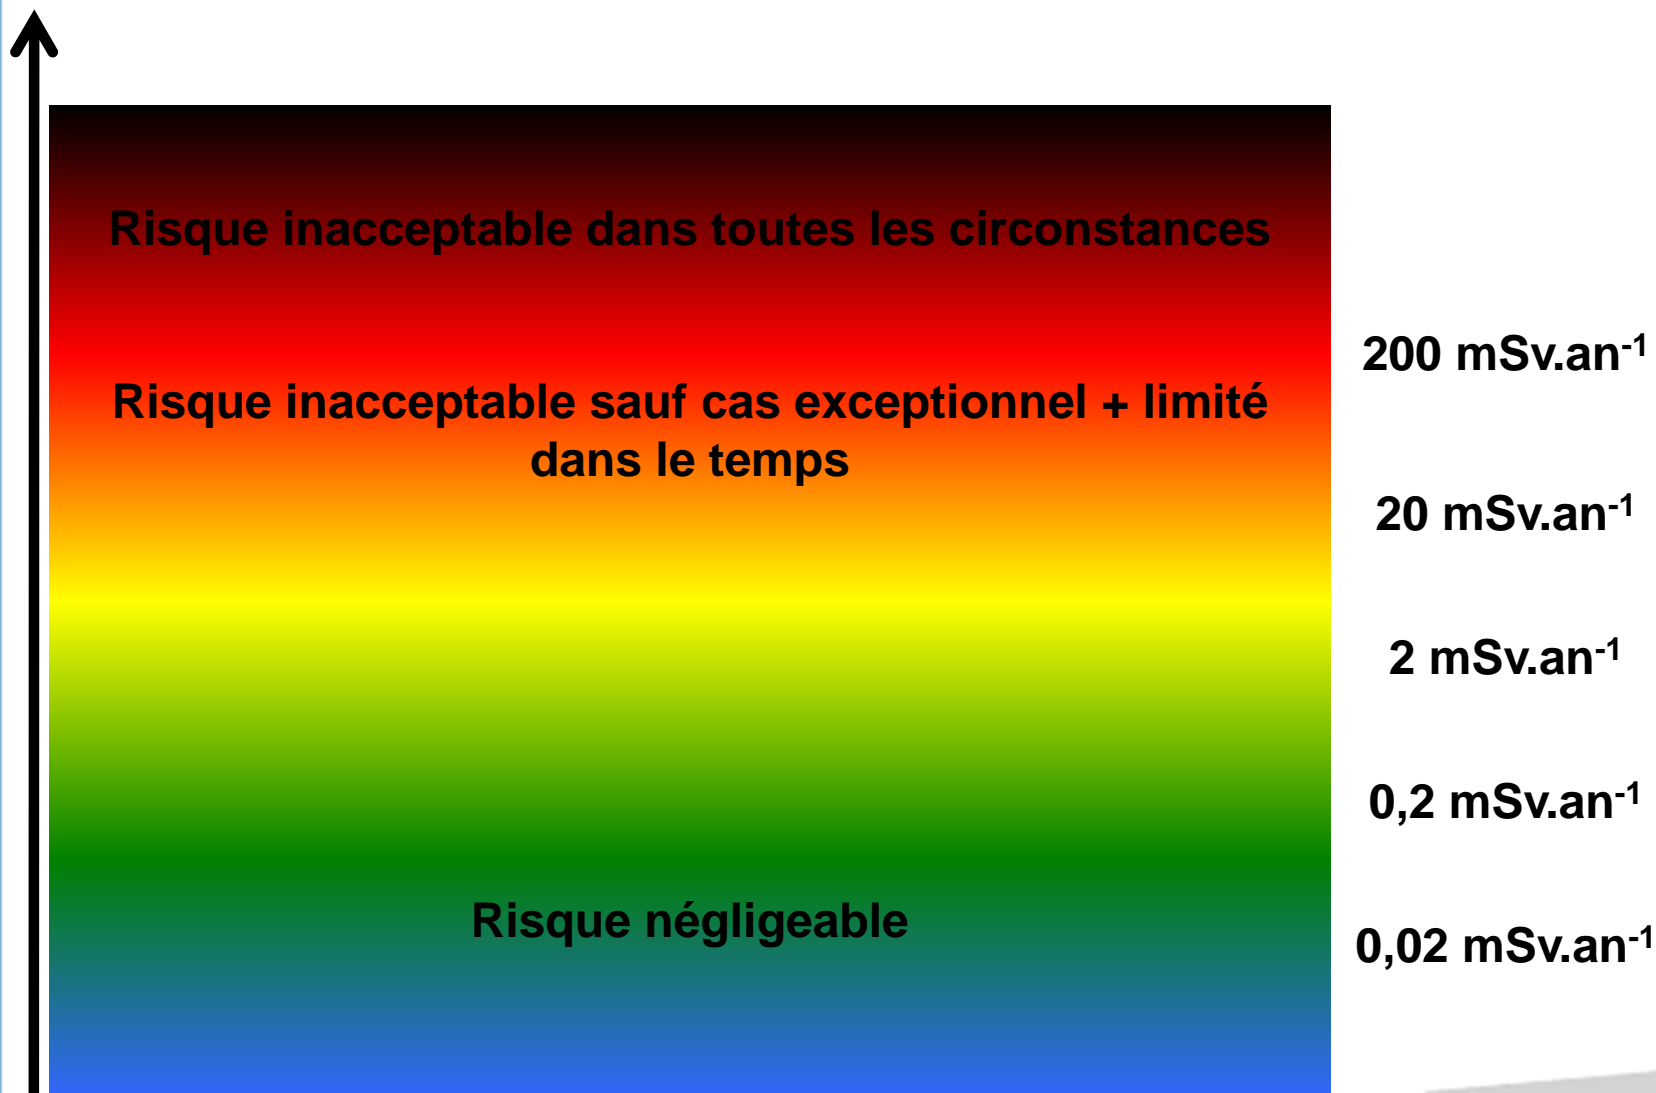 Risque inacceptable dans toutes les circonstances
200 mSv.an-1
Risque inacceptable sauf cas exceptionnel + limité
dans le temps
20 mSv.an-1
2 mSv.an-1
0,2 mSv.an-1
Risque négligeable
0,02 mSv.an-1